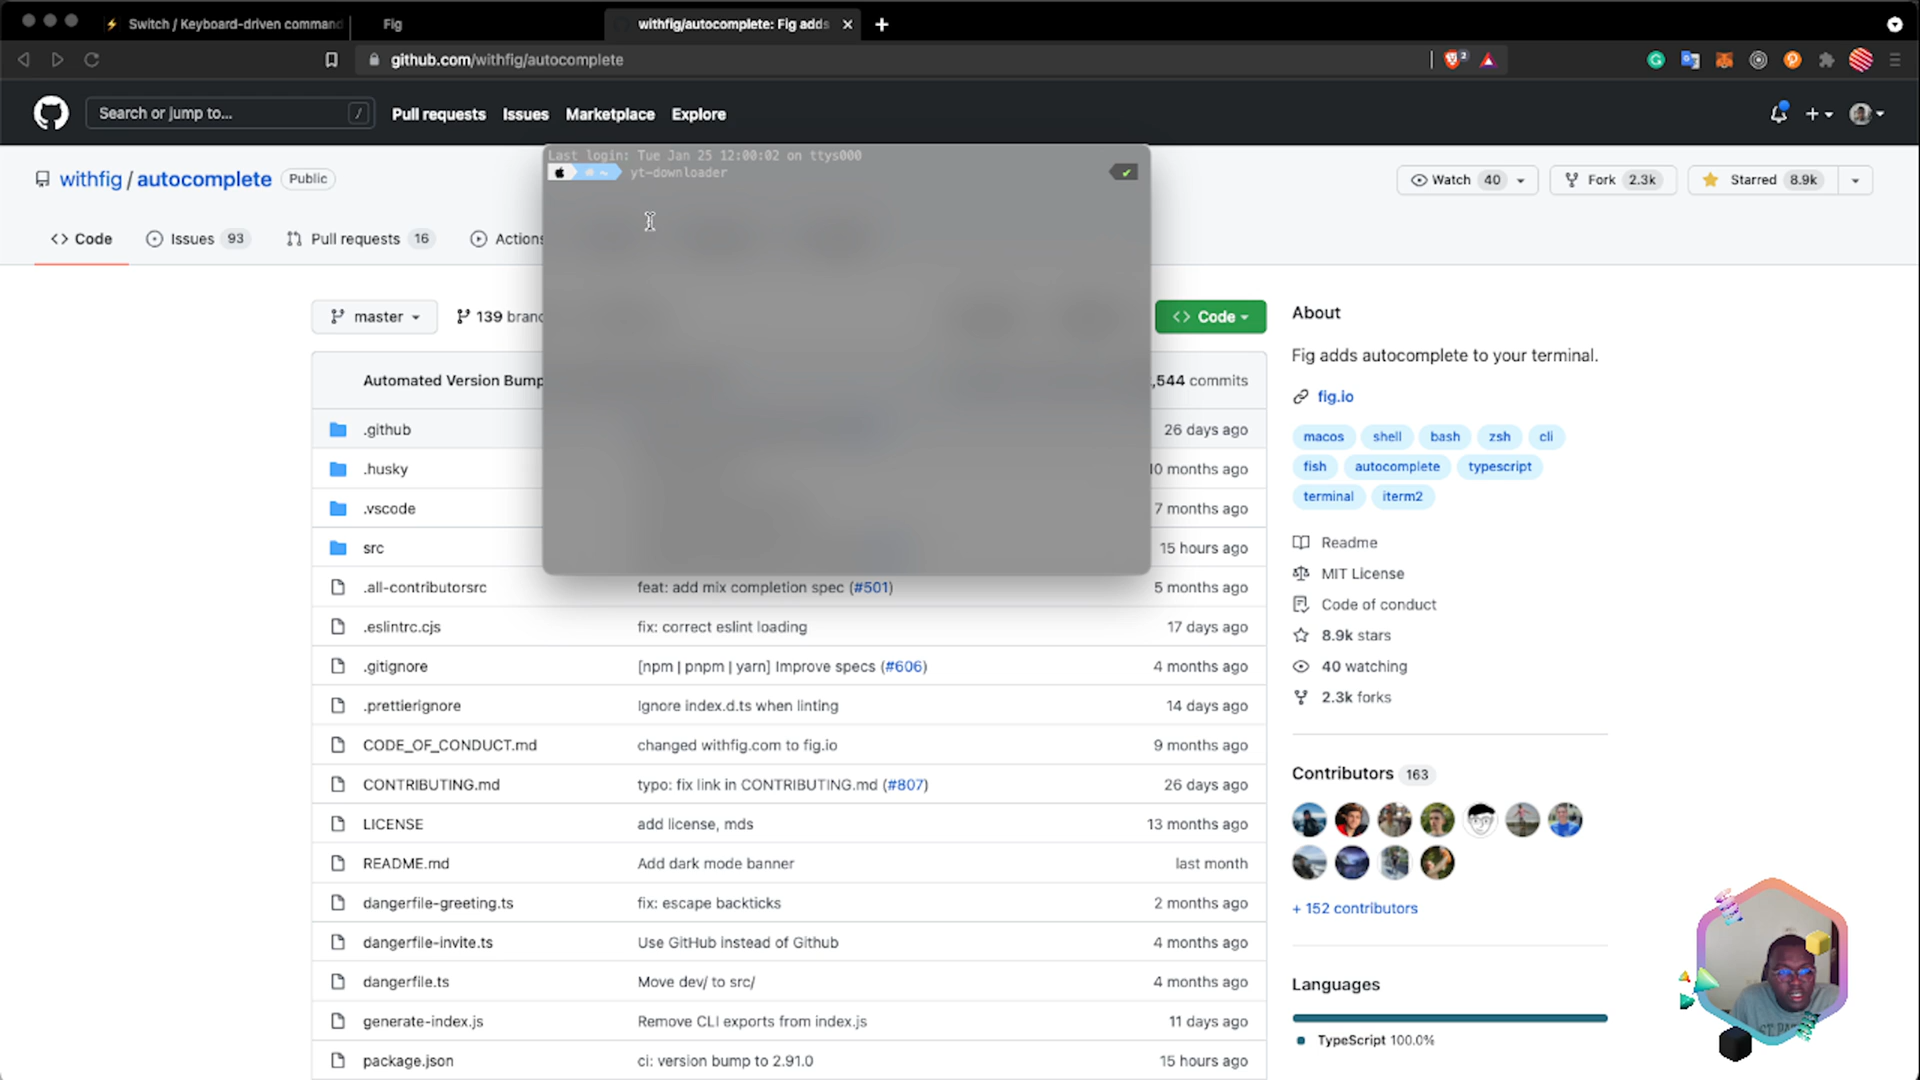 Switch / Keyboard-driven command
Fig
withfig/autocomplete: Fig adds
github.com/withfig/autocomplete
2
Search or jump to...
/
Pull requests
Issues
Marketplace
Explore
withfig / autocomplete
Public
Watch 40
Fork 2.3k
Starred 8.9k
Last login: Tue Jan 25 12:00:02 on ttys000
~ yt-downloader
Code
Issues 93
Pull requests 16
Actions
master
139 branc
Code
Automated Version Bump
,544 commits
.github
26 days ago
.husky
10 months ago
.vscode
7 months ago
src
15 hours ago
.all-contributorsrc
feat: add mix completion spec (#501)
5 months ago
.eslintrc.cjs
fix: correct eslint loading
17 days ago
.gitignore
[npm | pnpm | yarn] Improve specs (#606)
4 months ago
.prettierignore
Ignore index.d.ts when linting
14 days ago
CODE_OF_CONDUCT.md
changed withfig.com to fig.io
9 months ago
CONTRIBUTING.md
typo: fix link in CONTRIBUTING.md (#807)
26 days ago
LICENSE
add license, mds
13 months ago
README.md
Add dark mode banner
last month
dangerfile-greeting.ts
fix: escape backticks
2 months ago
dangerfile-invite.ts
Use GitHub instead of Github
4 months ago
dangerfile.ts
Move dev/ to src/
4 months ago
generate-index.js
Remove CLI exports from index.js
11 days ago
package.json
ci: version bump to 2.91.0
15 hours ago
About
Fig adds autocomplete to your terminal.
fig.io
macos shell bash zsh cli
fish autocomplete typescript
terminal iterm2
Readme
MIT License
Code of conduct
8.9k stars
40 watching
2.3k forks
Contributors 163
+ 152 contributors
Languages
TypeScript 100.0%